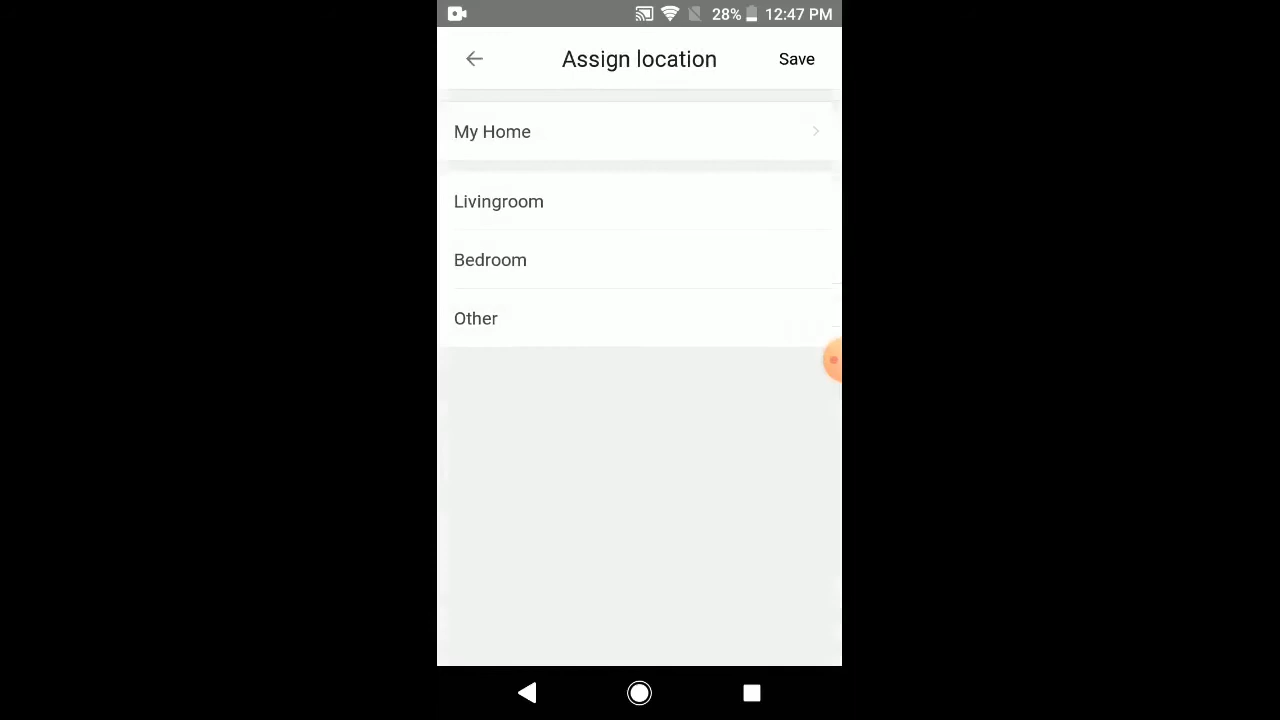 28% 12:47 PM
Assign location Save
My Home
Livingroom
Bedroom
Other